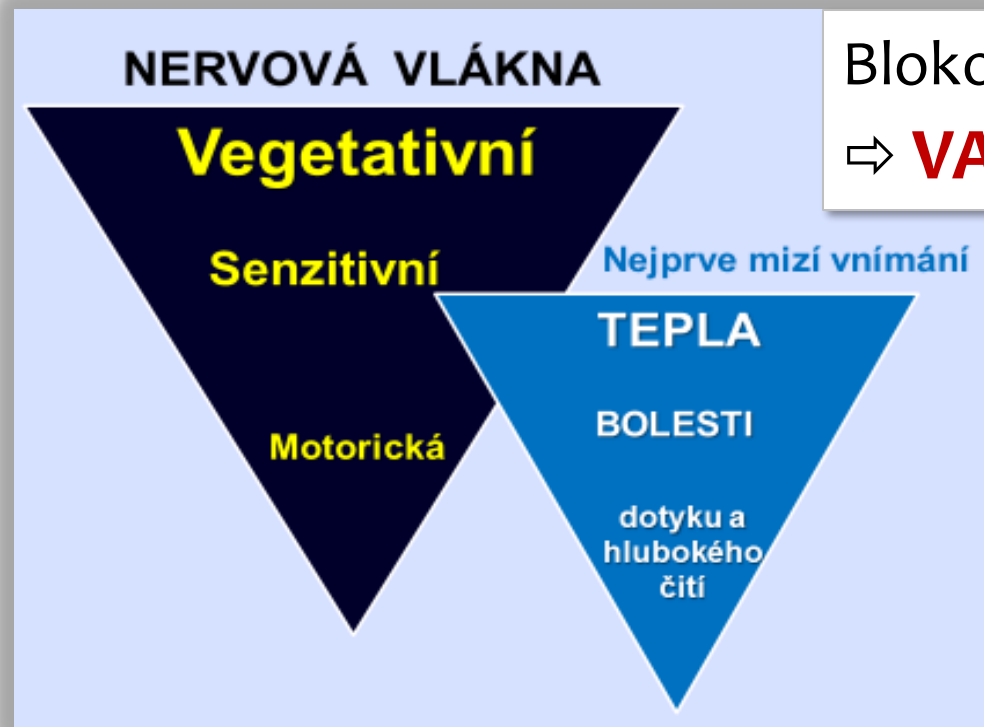 NERVOVÁ VLÁKNA
Vegetativní
Senzitivní
Motorická
Nejprve mizí vnímání
TEPLA
BOLESTI
dotyku a
hlubokého
čití
⇨